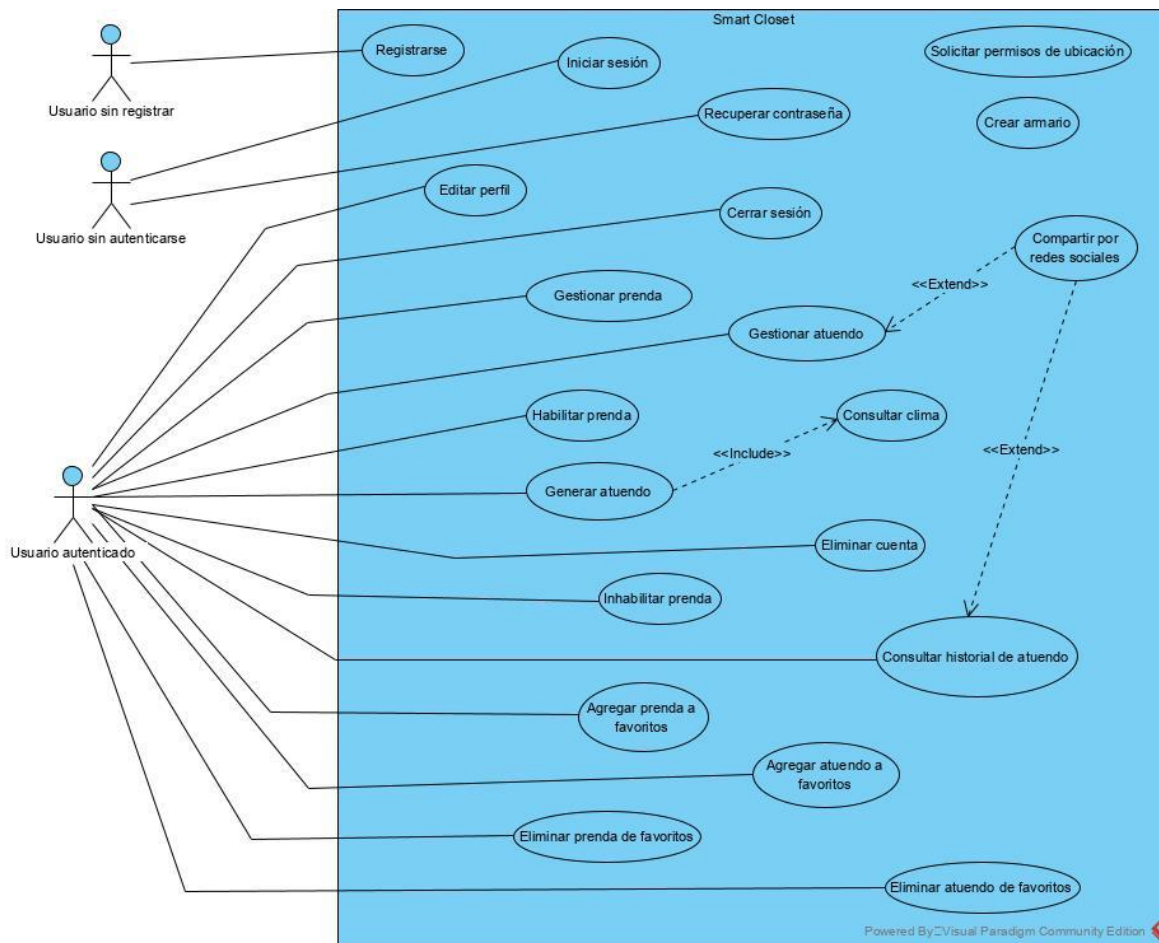 Smart Closet
Registrarse
Iniciar sesión
Solicitar permisos de ubicación
Usuario sin registrar
Recuperar contraseña
Crear armario
Editar perfil
Cerrar sesión
Usuario sin autenticarse
Compartir por
redes sociales
<<Extend>>
Gestionar prenda
Gestionar atuendo
Habilitar prenda
Consultar clima
<<Include>>
<<Extend>>
Generar atuendo
Usuario autenticado
Eliminar cuenta
Inhabilitar prenda
Consultar historial de atuendo
Agregar prenda a
favoritos
Agregar atuendo a
favoritos
Eliminar prenda de favoritos
Eliminar atuendo de favoritos
Powered By Visual Paradigm Community Edition